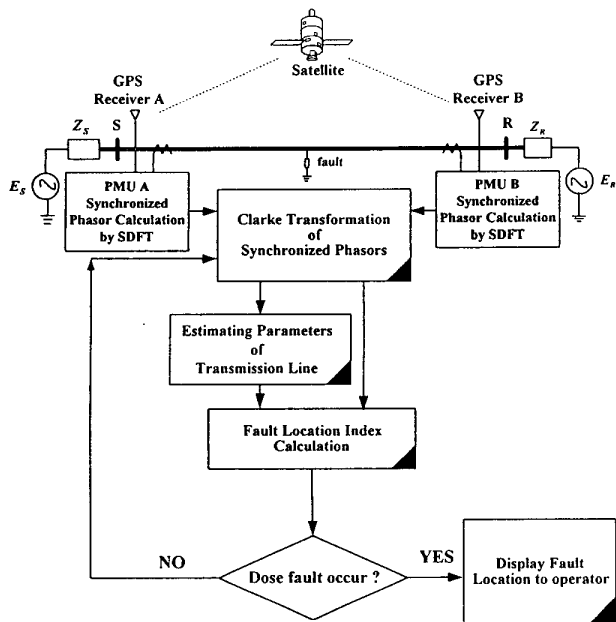 Satellite
GPS
Receiver A
GPS
Receiver B
Z_S
S
R
Z_R
fault
E_S
E_R
PMU A
Synchronized
Phasor Calculation
by SDFT
PMU B
Synchronized
Phasor Calculation
by SDFT
Clarke Transformation
of
Synchronized Phasors
Estimating Parameters
of
Transmission Line
Fault Location Index
Calculation
NO
Dose fault occur ?
YES
Display Fault
Location to operator